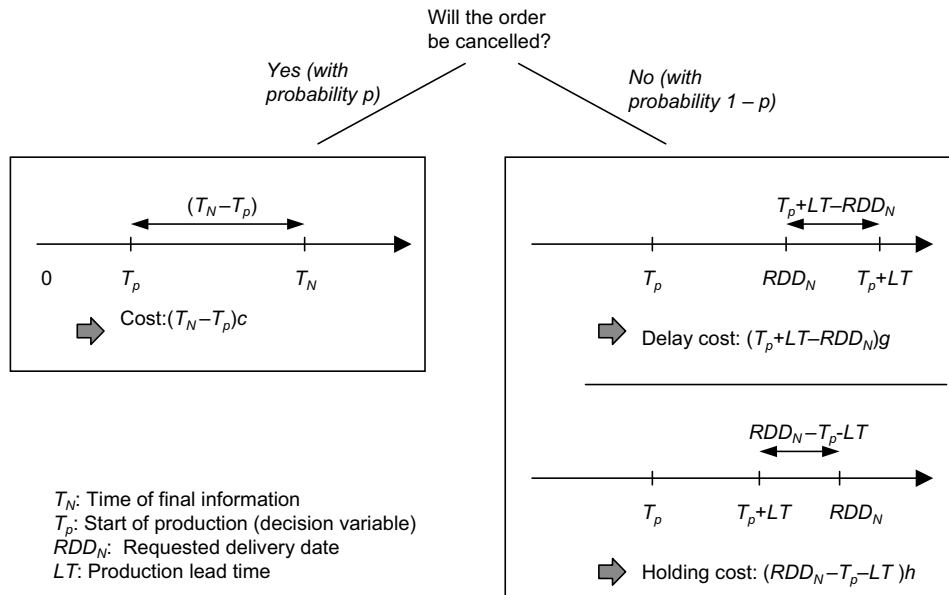 Will the order
be cancelled?
Yes (with
probability p)
No (with
probability 1 – p)
(T_N–T_p)
0
T_p
T_N
Cost:(T_N–T_p)c
T_p+LT–RDD_N
T_p
RDD_N
T_p+LT
Delay cost: (T_p+LT–RDD_N)g
RDD_N–T_p-LT
T_p
T_p+LT
RDD_N
Holding cost: (RDD_N–T_p–LT )h
T_N: Time of final information
T_p: Start of production (decision variable)
RDD_N: Requested delivery date
LT: Production lead time